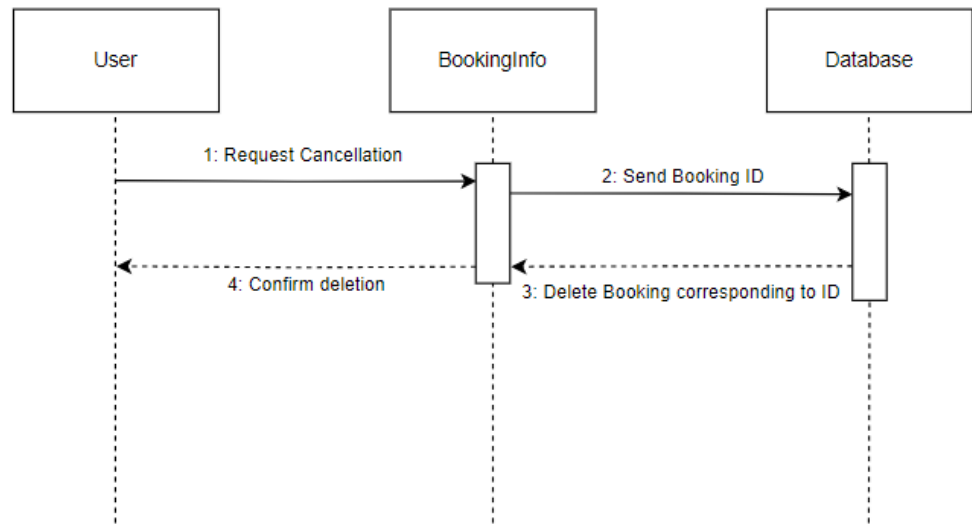 User
BookingInfo
Database
1: Request Cancellation
2: Send Booking ID
4: Confirm deletion
3: Delete Booking corresponding to ID